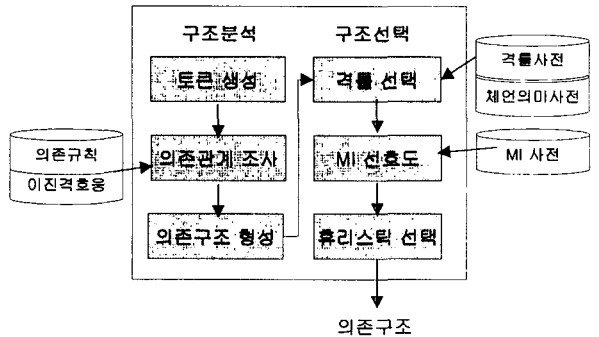 구조분석
구조선택
토큰 생성
격틀 선택
격틀사전
체언의미사전
의존규칙
이진격호응
의존관계 조사
MI 선호도
MI 사전
의존구조 형성
휴리스틱 선택
의존구조